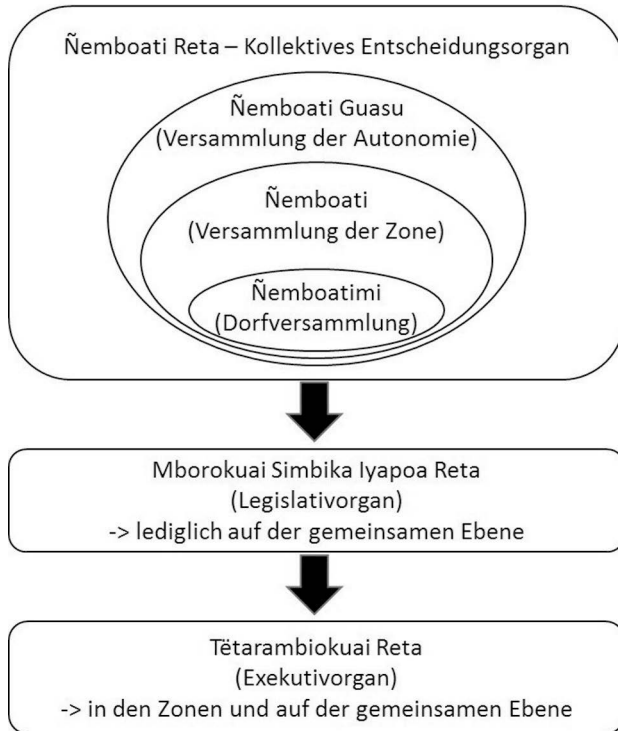 Ñemboati Reta – Kollektives Entscheidungsorgan
Ñemboati Guasu
(Versammlung der Autonomie)
Ñemboati
(Versammlung der Zone)
Ñemboatimi
(Dorfversammlung)
Mborokuai Simbika Iyapoa Reta
(Legislativorgan)
-> lediglich auf der gemeinsamen Ebene
Tëtarambiokuai Reta
(Exekutivorgan)
-> in den Zonen und auf der gemeinsamen Ebene